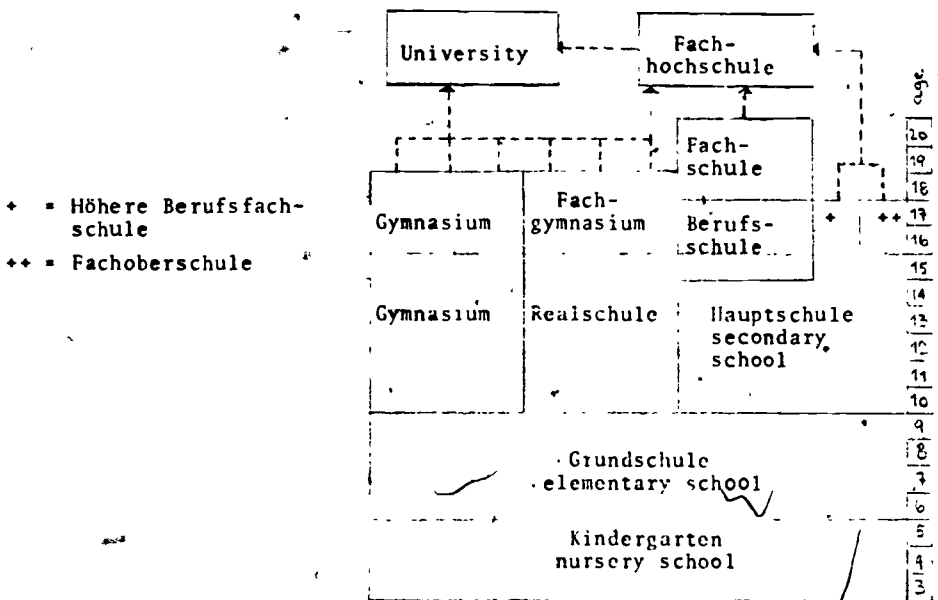 University
Fach-
hochschule
age
20
19
18
17
16
15
14
13
12
11
10
9
8
7
6
5
4
3
Fach-
schule
+ = Höhere Berufsfach-
schule
++ = Fachoberschule
Gymnasium
Fach-
gymnasium
Berufs-
schule
+
++
Gymnasium
Realschule
Hauptschule
secondary
school
Grundschule
elementary school
Kindergarten
nursery school